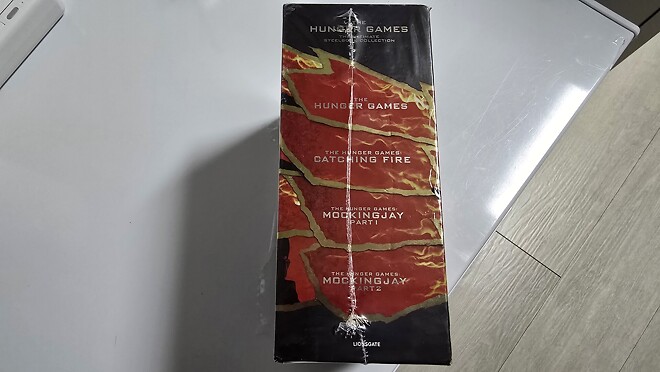 THE
HUNGER GAMES
THE ULTIMATE
STEELBOOK COLLECTION
THE
HUNGER GAMES
THE HUNGER GAMES:
CATCHING FIRE
THE HUNGER GAMES:
MOCKINGJAY
PART 1
THE HUNGER GAMES:
MOCKINGJAY
PART 2
LIONSGATE